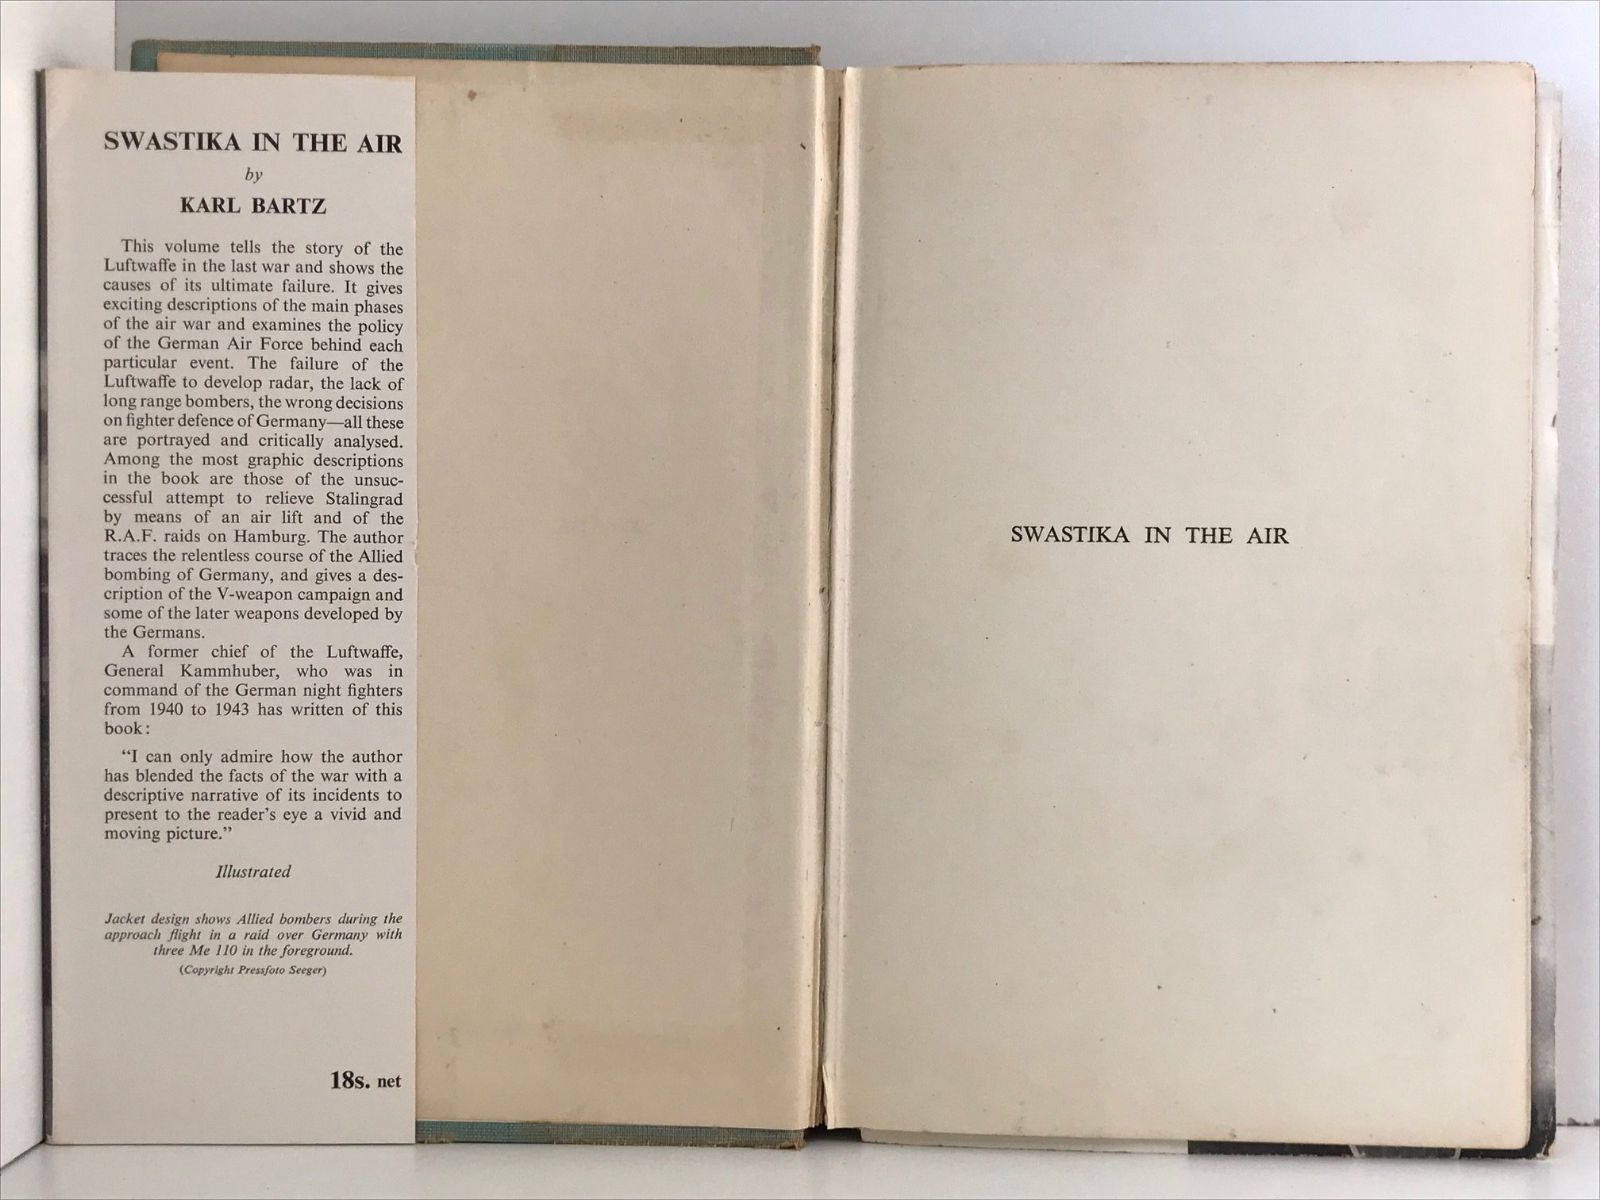 SWASTIKA IN THE AIR
by
KARL BARTZ
This volume tells the story of the
Luftwaffe in the last war and shows the
causes of its ultimate failure. It gives
exciting descriptions of the main phases
of the air war and examines the policy
of the German Air Force behind each
particular event. The failure of the
Luftwaffe to develop radar, the lack of
long range bombers, the wrong decisions
on fighter defence of Germany—all these
are portrayed and critically analysed.
Among the most graphic descriptions
in the book are those of the unsuc-
cessful attempt to relieve Stalingrad
by means of an air lift and of the
R.A.F. raids on Hamburg. The author
traces the relentless course of the Allied
bombing of Germany, and gives a des-
cription of the V-weapon campaign and
some of the later weapons developed by
the Germans.
A former chief of the Luftwaffe,
General Kammhuber, who was in
command of the German night fighters
from 1940 to 1943 has written of this
book:
“I can only admire how the author
has blended the facts of the war with a
descriptive narrative of its incidents to
present to the reader’s eye a vivid and
moving picture.”
Illustrated
Jacket design shows Allied bombers during the
approach flight in a raid over Germany with
three Me 110 in the foreground.
(Copyright Pressfoto Seeger)
18s. net
SWASTIKA IN THE AIR